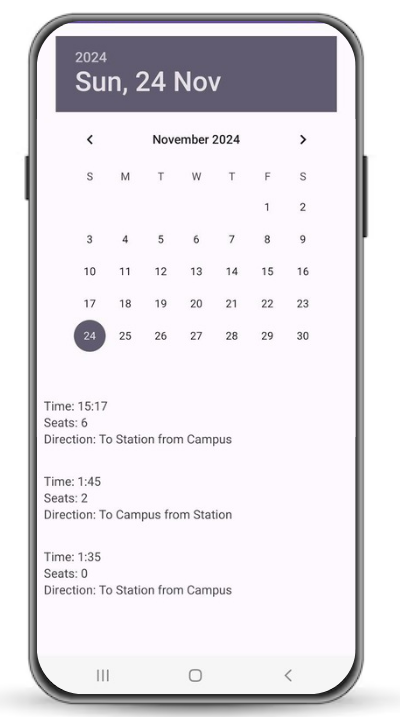 2024
Sun, 24 Nov
November 2024
S M T W T F S
1 2
3 4 5 6 7 8 9
10 11 12 13 14 15 16
17 18 19 20 21 22 23
24 25 26 27 28 29 30
Time: 15:17
Seats: 6
Direction: To Station from Campus
Time: 1:45
Seats: 2
Direction: To Campus from Station
Time: 1:35
Seats: 0
Direction: To Station from Campus